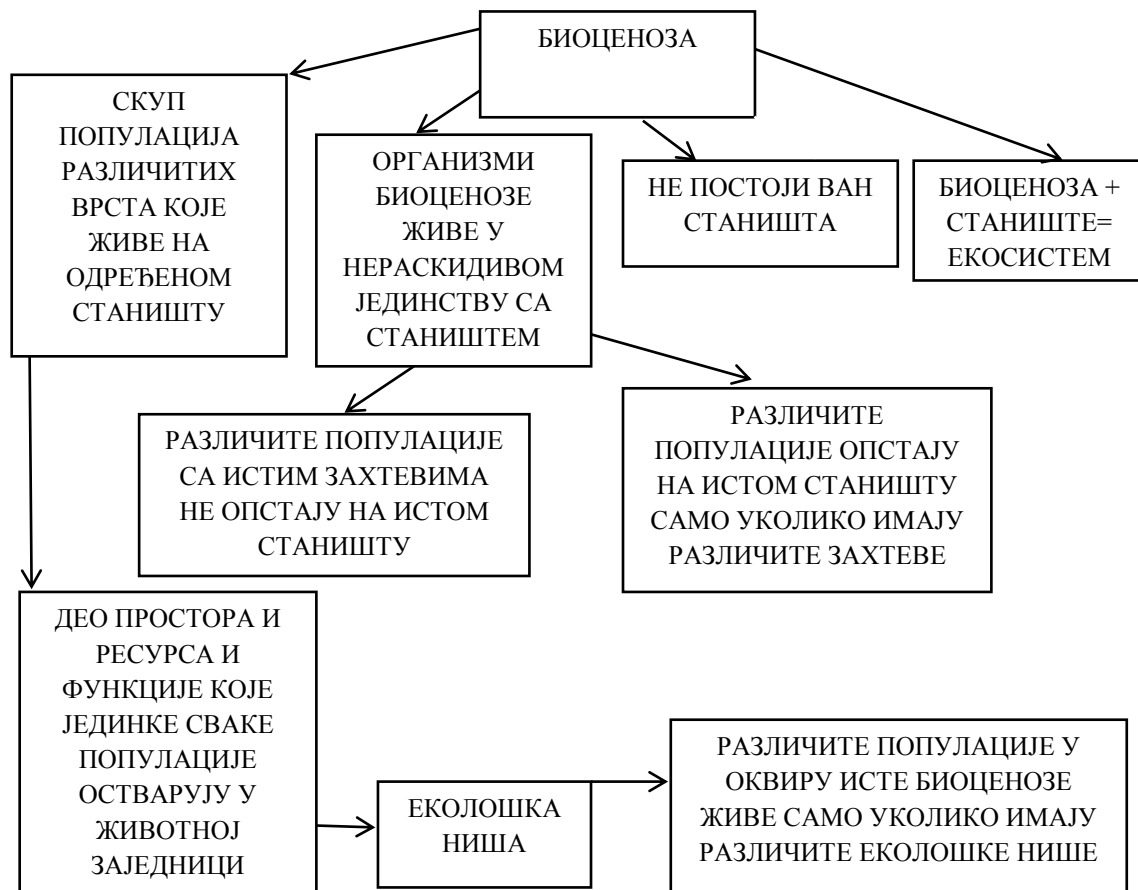 БИОЦЕНОЗА
СКУП
ПОПУЛАЦИЈА
РАЗЛИЧИТИХ
ВРСТА КОЈЕ
ЖИВЕ НА
ОДРЕЂЕНОМ
СТАНИШТУ
ОРГАНИЗМИ
БИОЦЕНОЗЕ
ЖИВЕ У
НЕРАСКИДИВОМ
ЈЕДИНСТВУ СА
СТАНИШТЕМ
НЕ ПОСТОЈИ ВАН
СТАНИШТА
БИОЦЕНОЗА +
СТАНИШТЕ=
ЕКОСИСТЕМ
РАЗЛИЧИТЕ ПОПУЛАЦИЈЕ
СА ИСТИМ ЗАХТЕВИМА
НЕ ОПСТАЈУ НА ИСТОМ
СТАНИШТУ
РАЗЛИЧИТЕ
ПОПУЛАЦИЈЕ ОПСТАЈУ
НА ИСТОМ СТАНИШТУ
САМО УКОЛИКО ИМАЈУ
РАЗЛИЧИТЕ ЗАХТЕВЕ
ДЕО ПРОСТОРА И
РЕСУРСА И
ФУНКЦИЈЕ КОЈЕ
ЈЕДИНКЕ СВАКЕ
ПОПУЛАЦИЈЕ
ОСТВАРУЈУ У
ЖИВОТНОЈ
ЗАЈЕДНИЦИ
ЕКОЛОШКА
НИША
РАЗЛИЧИТЕ ПОПУЛАЦИЈЕ У
ОКВИРУ ИСТЕ БИОЦЕНОЗЕ
ЖИВЕ САМО УКОЛИКО ИМАЈУ
РАЗЛИЧИТЕ ЕКОЛОШКЕ НИШЕ